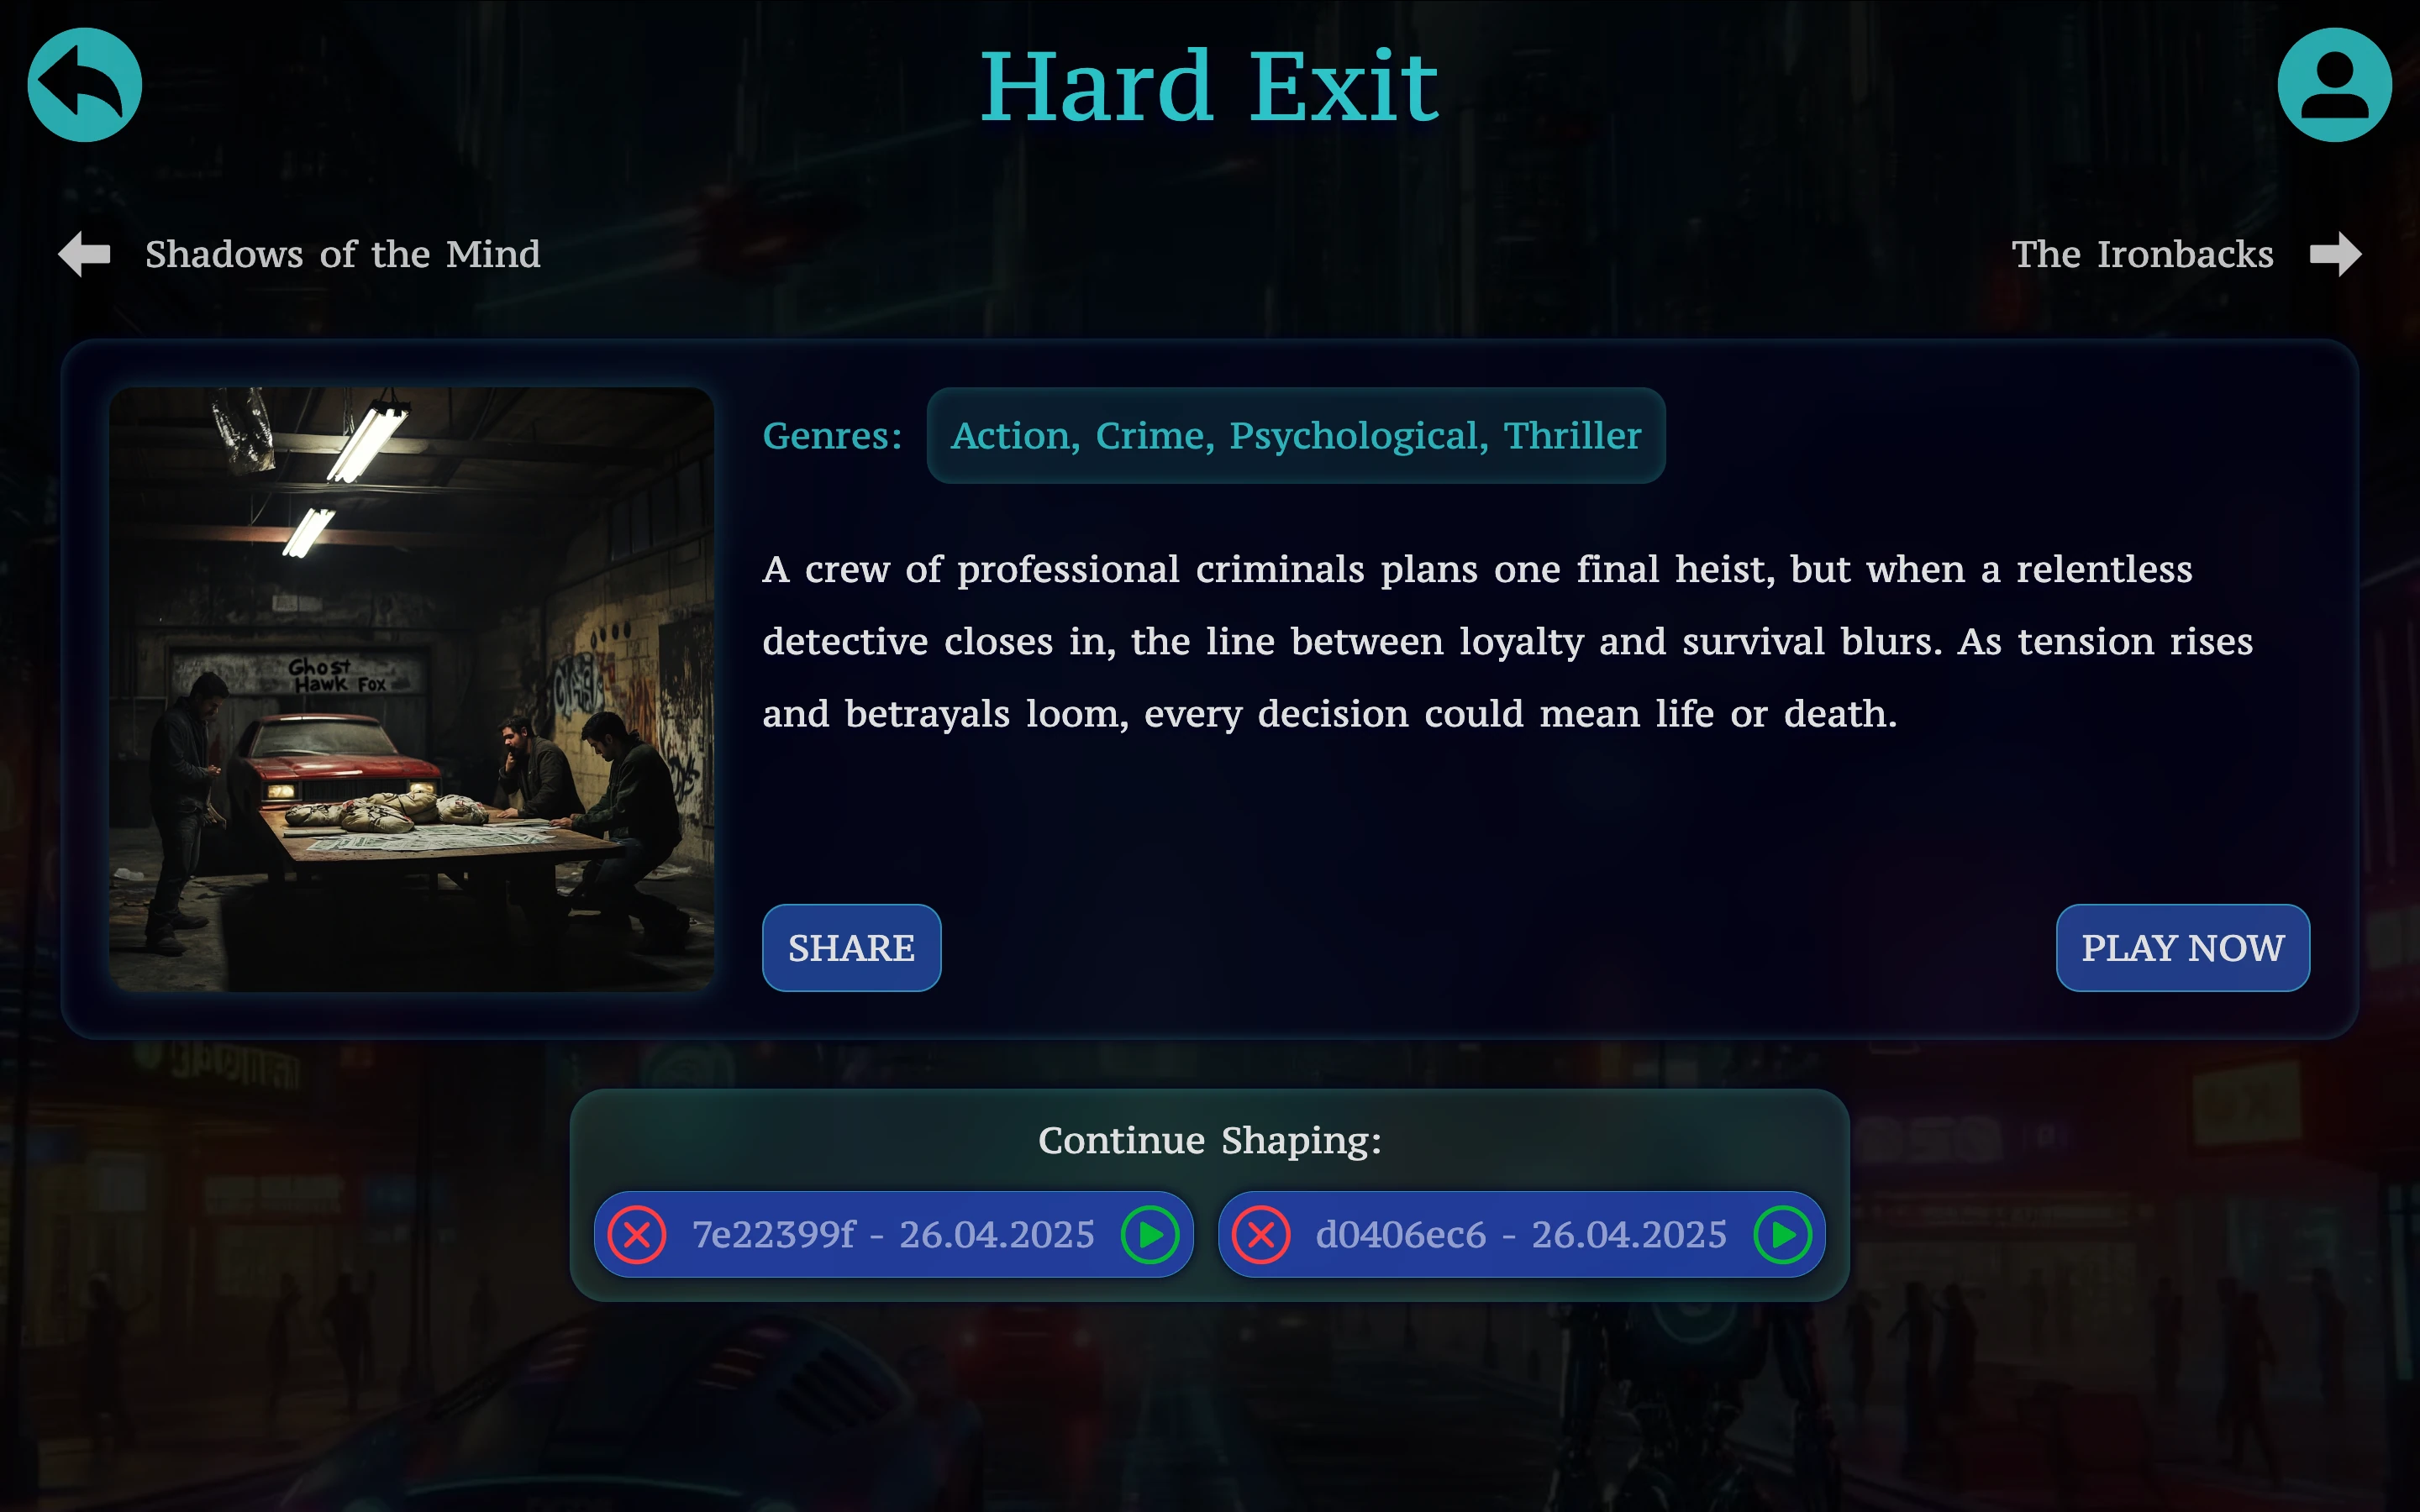 Hard Exit
Shadows of the Mind
The Ironbacks
Genres: Action, Crime, Psychological, Thriller
A crew of professional criminals plans one final heist, but when a relentless
detective closes in, the line between loyalty and survival blurs. As tension rises
and betrayals loom, every decision could mean life or death.
Ghost
Hawk Fox
SHARE
PLAY NOW
Continue Shaping:
7e22399f - 26.04.2025
d0406ec6 - 26.04.2025